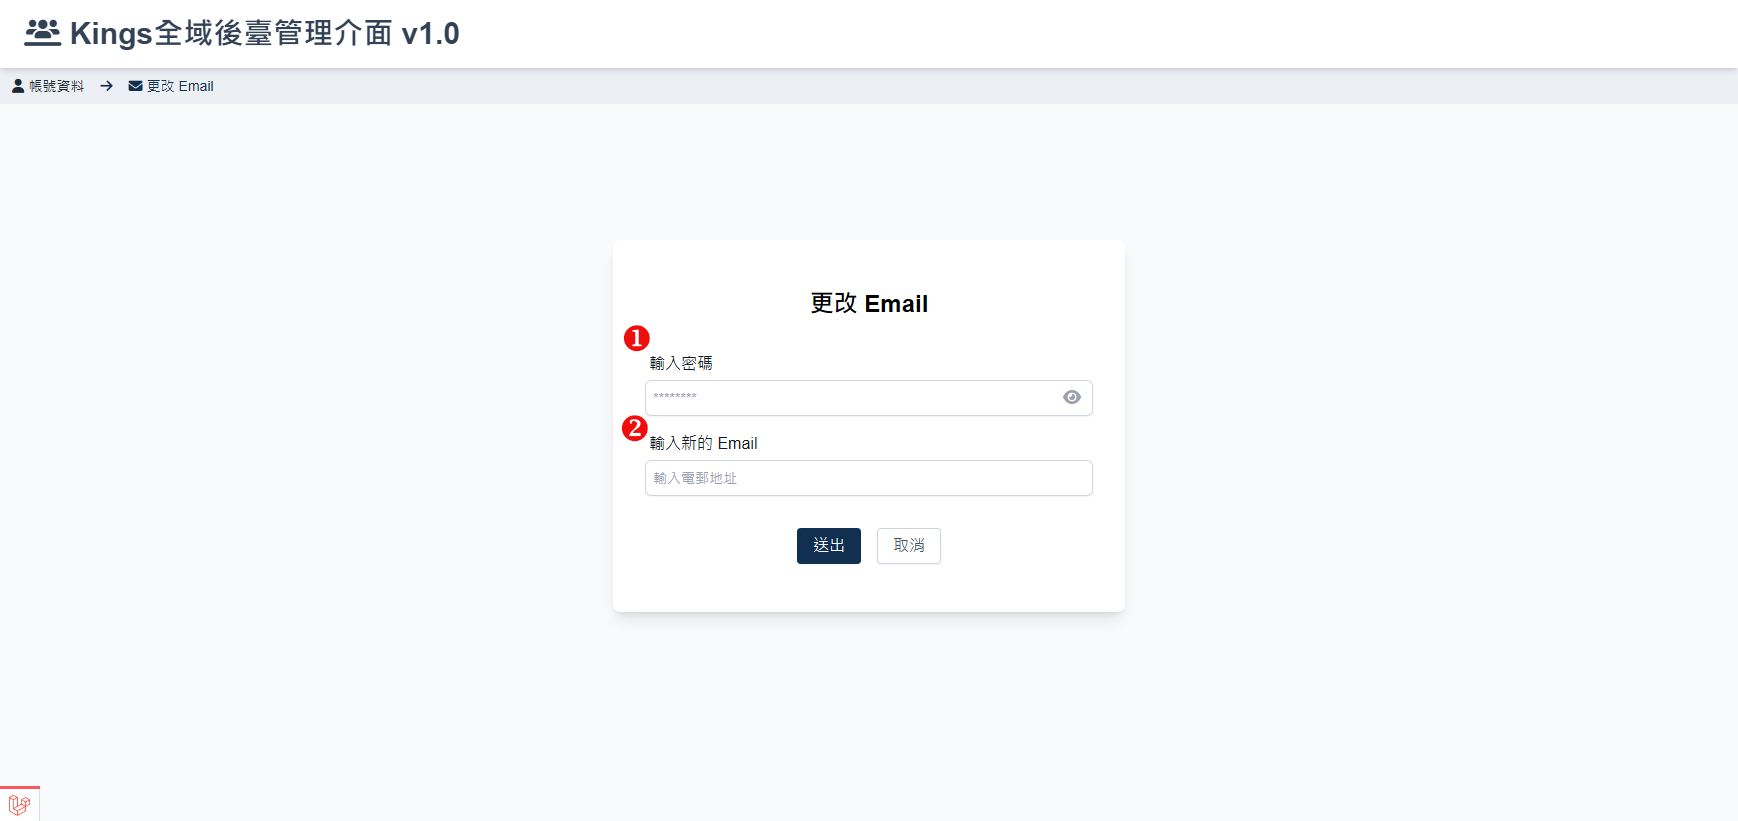 Kings全域後臺管理介面 v1.0
帳號資料 → 更改 Email
更改 Email
1
輸入密碼
********
2
輸入新的 Email
輸入電郵地址
送出 取消